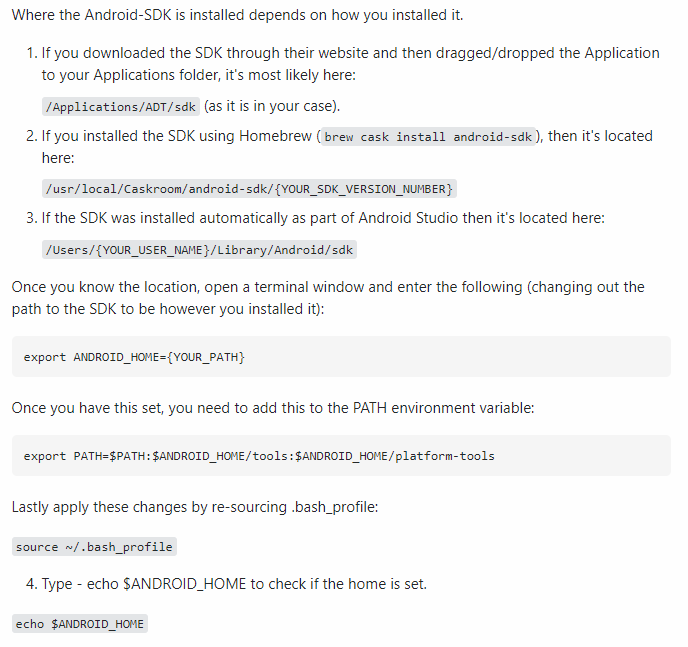 Where the Android-SDK is installed depends on how you installed it.
1. If you downloaded the SDK through their website and then dragged/dropped the Application
to your Applications folder, it's most likely here:
/Applications/ADT/sdk (as it is in your case).
2. If you installed the SDK using Homebrew (brew cask install android-sdk), then it's located
here:
/usr/local/Caskroom/android-sdk/{YOUR_SDK_VERSION_NUMBER}
3. If the SDK was installed automatically as part of Android Studio then it's located here:
/Users/{YOUR_USER_NAME}/Library/Android/sdk
Once you know the location, open a terminal window and enter the following (changing out the
path to the SDK to be however you installed it):
export ANDROID_HOME={YOUR_PATH}
Once you have this set, you need to add this to the PATH environment variable:
export PATH=$PATH:$ANDROID_HOME/tools:$ANDROID_HOME/platform-tools
Lastly apply these changes by re-sourcing .bash_profile:
source ~/.bash_profile
4. Type - echo $ANDROID_HOME to check if the home is set.
echo $ANDROID_HOME